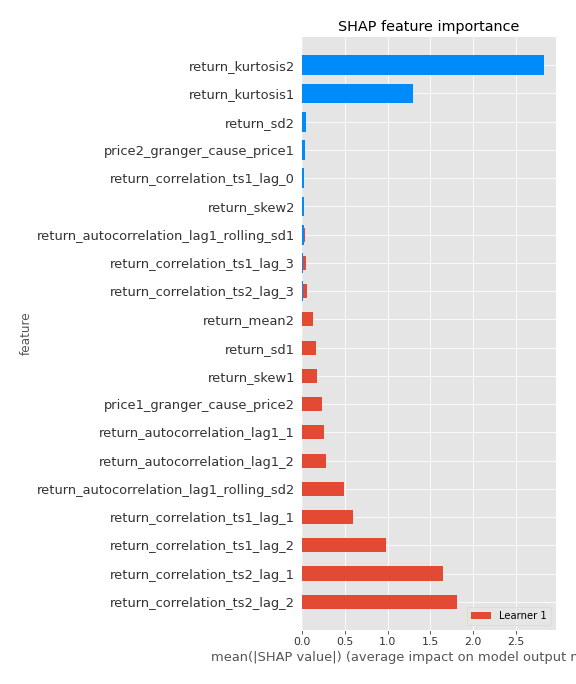 SHAP feature importance
return_kurtosis2
return_kurtosis1
return_sd2
price2_granger_cause_price1
return_correlation_ts1_lag_0
return_skew2
return_autocorrelation_lag1_rolling_sd1
return_correlation_ts1_lag_3
return_correlation_ts2_lag_3
return_mean2
return_sd1
return_skew1
price1_granger_cause_price2
return_autocorrelation_lag1_1
return_autocorrelation_lag1_2
return_autocorrelation_lag1_rolling_sd2
return_correlation_ts1_lag_1
return_correlation_ts1_lag_2
return_correlation_ts2_lag_1
return_correlation_ts2_lag_2
feature
Learner 1
0.0 0.5 1.0 1.5 2.0 2.5
mean(|SHAP value|) (average impact on model output